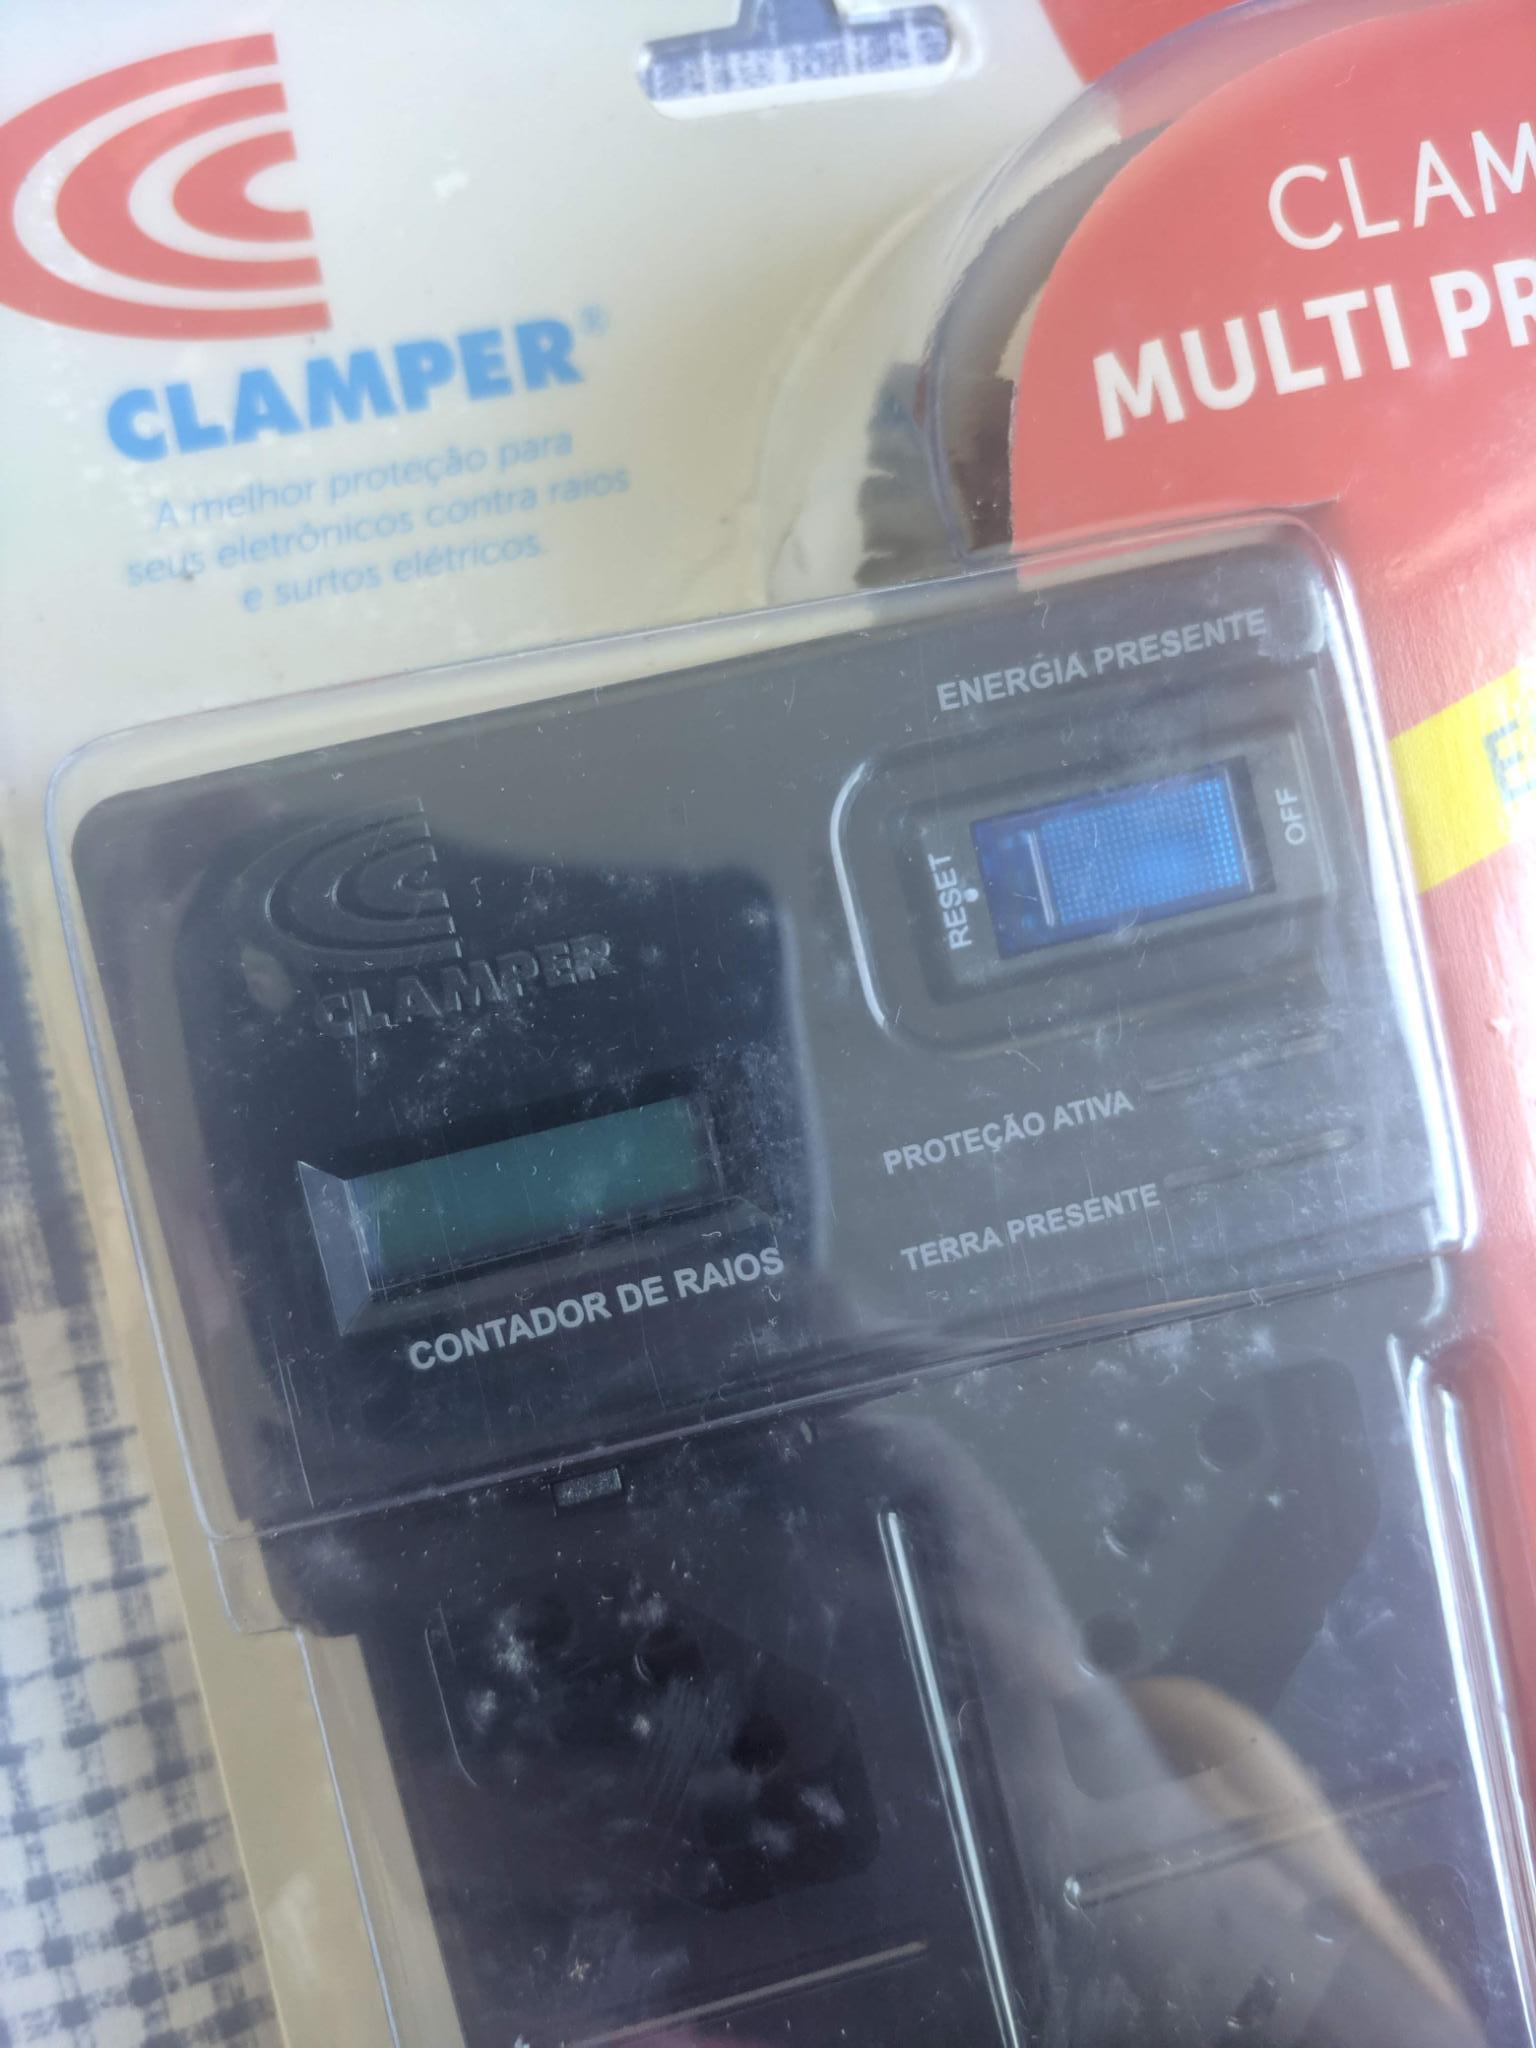 CLAMPER®
A melhor proteção para
seus eletrônicos contra raios
e surtos elétricos.
CLAM
MULTI PR
ENERGIA PRESENTE
RESET
OFF
CLAMPER
PROTEÇÃO ATIVA
TERRA PRESENTE
CONTADOR DE RAIOS